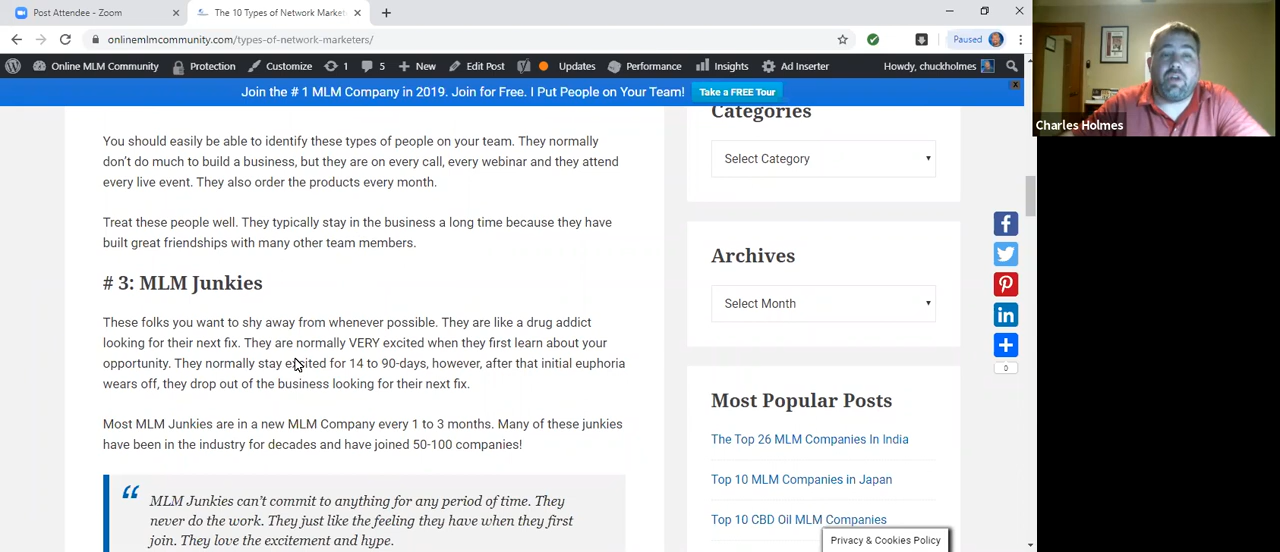 Post Attendee - Zoom
The 10 Types of Network Market
onlinemlmcommunity.com/types-of-network-marketers/
Paused
Online MLM Community
Protection
Customize
1
5
New
Edit Post
Updates
Performance
Insights
Ad Inserter
Howdy, chuckholmes
Join the # 1 MLM Company in 2019. Join for Free. I Put People on Your Team!
Take a FREE Tour
Charles Holmes
You should easily be able to identify these types of people on your team. They normally
don't do much to build a business, but they are on every call, every webinar and they attend
every live event. They also order the products every month.
Treat these people well. They typically stay in the business a long time because they have
built great friendships with many other team members.
# 3: MLM Junkies
These folks you want to shy away from whenever possible. They are like a drug addict
looking for their next fix. They are normally VERY excited when they first learn about your
opportunity. They normally stay excited for 14 to 90-days, however, after that initial euphoria
wears off, they drop out of the business looking for their next fix.
Most MLM Junkies are in a new MLM Company every 1 to 3 months. Many of these junkies
have been in the industry for decades and have joined 50-100 companies!
“ MLM Junkies can't commit to anything for any period of time. They
never do the work. They just like the feeling they have when they first
join. They love the excitement and hype.
Categories
Select Category
Archives
Select Month
Most Popular Posts
The Top 26 MLM Companies In India
Top 10 MLM Companies in Japan
Top 10 CBD Oil MLM Companies
0
Privacy & Cookies Policy